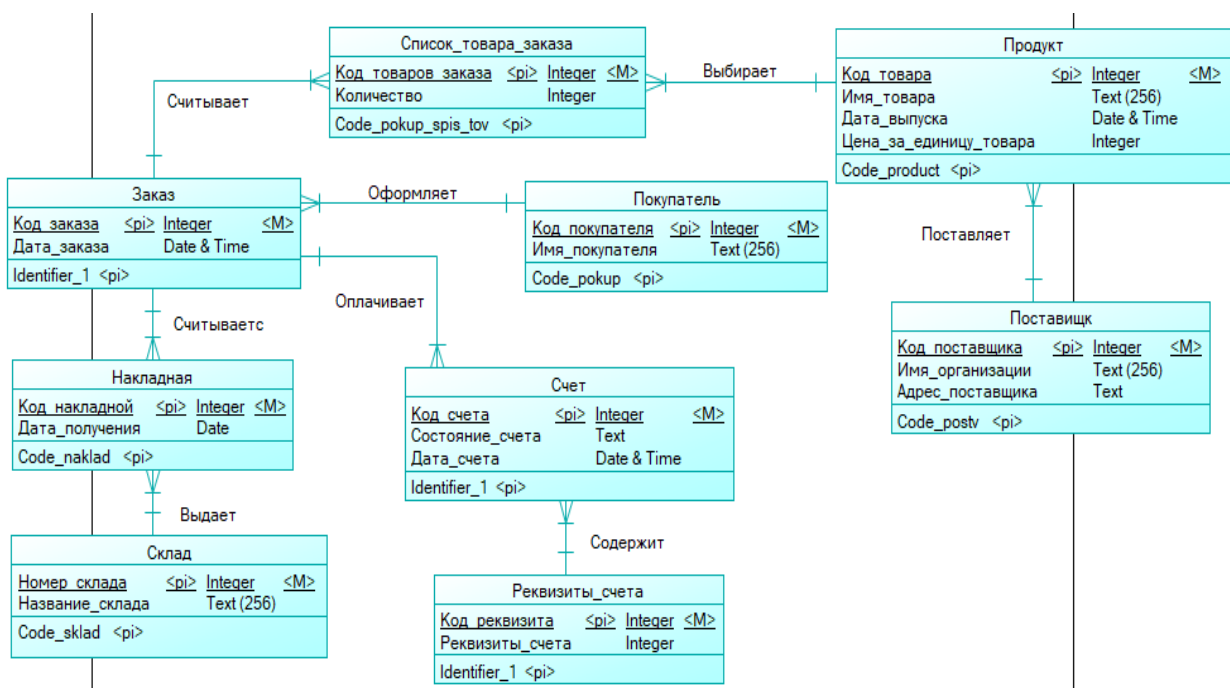 Список_товара_заказа
Код_товаров_заказа <pi> Integer <M>
Количество Integer
Code_pokup_spis_tov <pi>
Выбирает
Продукт
Код_товара <pi> Integer <M>
Имя_товара Text (256)
Дата_выпуска Date & Time
Цена_за_единицу_товара Integer
Code_product <pi>
Считывает
Заказ
Код_заказа <pi> Integer <M>
Дата_заказа Date & Time
Identifier_1 <pi>
Оформляет
Покупатель
Код_покупателя <pi> Integer <M>
Имя_покупателя Text (256)
Code_pokup <pi>
Поставляет
Оплачивает
Считываетс
Поставищк
Код_поставщика <pi> Integer <M>
Имя_организации Text (256)
Адрес_поставщика Text
Code_postv <pi>
Накладная
Код_накладной <pi> Integer <M>
Дата_получения Date
Code_naklad <pi>
Счет
Код_счета <pi> Integer <M>
Состояние_счета Text
Дата_счета Date & Time
Identifier_1 <pi>
Выдает
Содержит
Склад
Номер_склада <pi> Integer <M>
Название_склада Text (256)
Code_sklad <pi>
Реквизиты_счета
Код_реквизита <pi> Integer <M>
Реквизиты_счета Integer
Identifier_1 <pi>